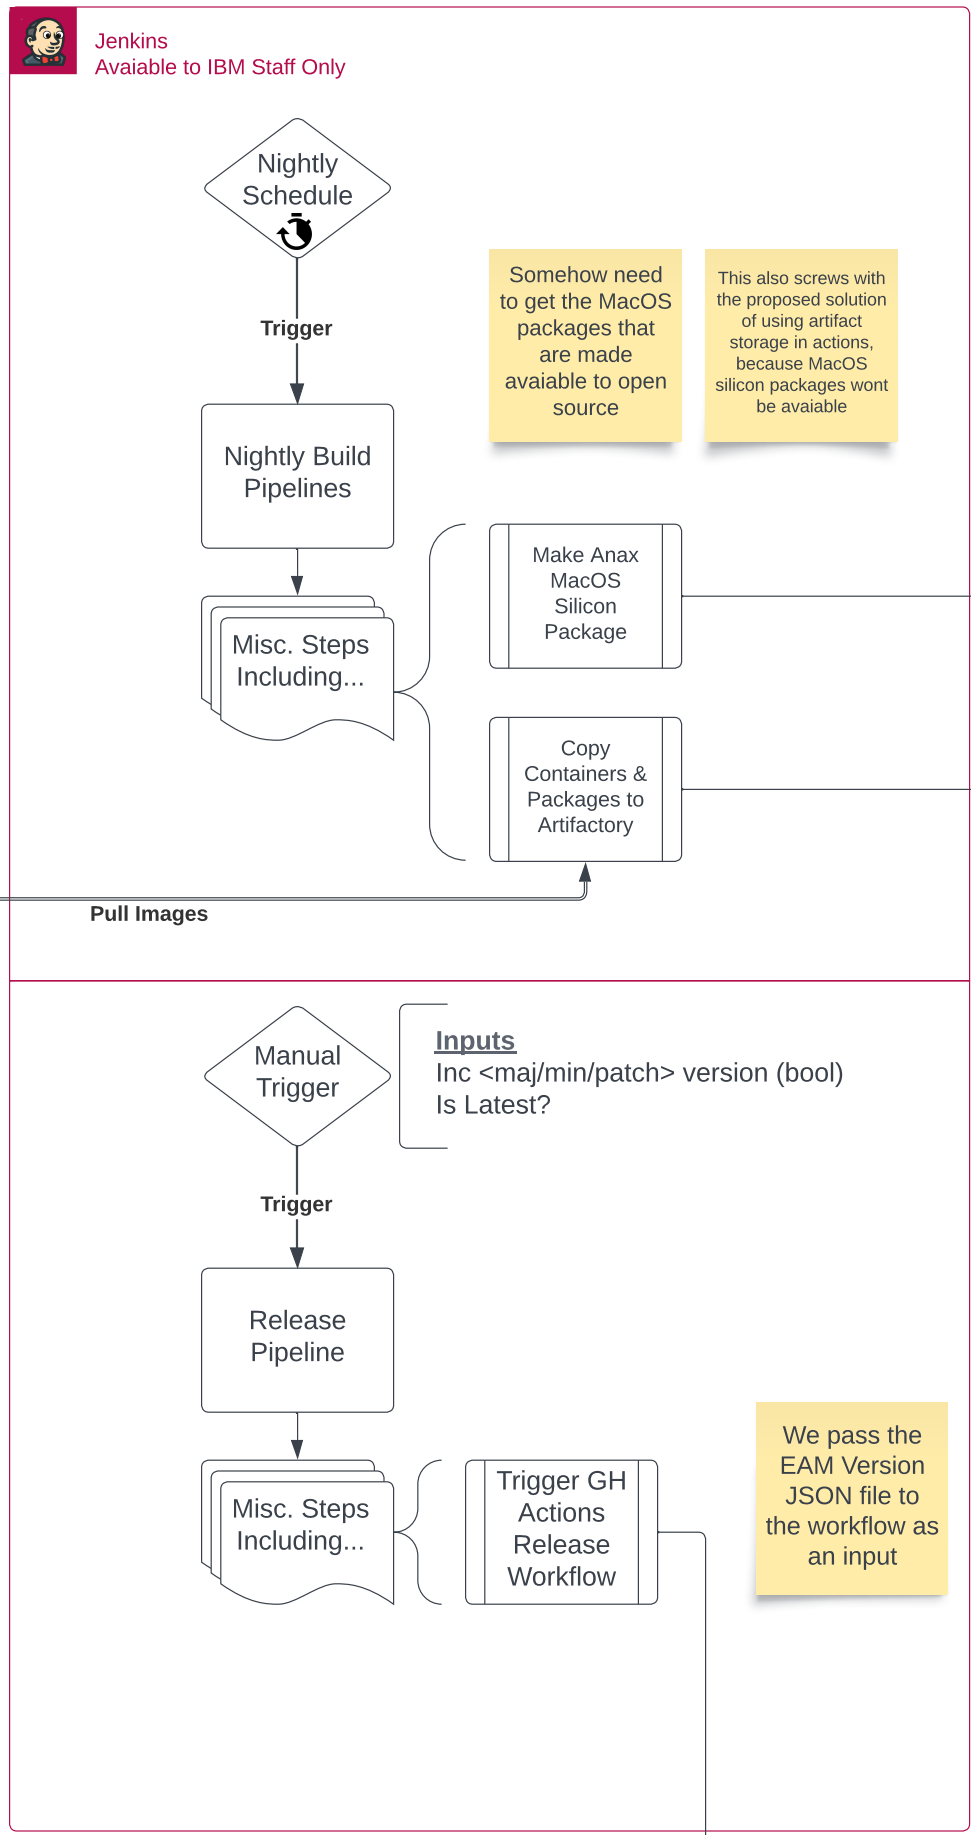 Jenkins
Avaiable to IBM Staff Only
Nightly
Schedule
Trigger
Somehow need
to get the MacOS
packages that
are made
avaiable to open
source
This also screws with
the proposed solution
of using artifact
storage in actions,
because MacOS
silicon packages wont
be avaiable
Nightly Build
Pipelines
Misc. Steps
Including...
Make Anax
MacOS
Silicon
Package
Copy
Containers &
Packages to
Artifactory
Pull Images
Manual
Trigger
Inputs
Inc <maj/min/patch> version (bool)
Is Latest?
Trigger
Release
Pipeline
Misc. Steps
Including...
Trigger GH
Actions
Release
Workflow
We pass the
EAM Version
JSON file to
the workflow as
an input